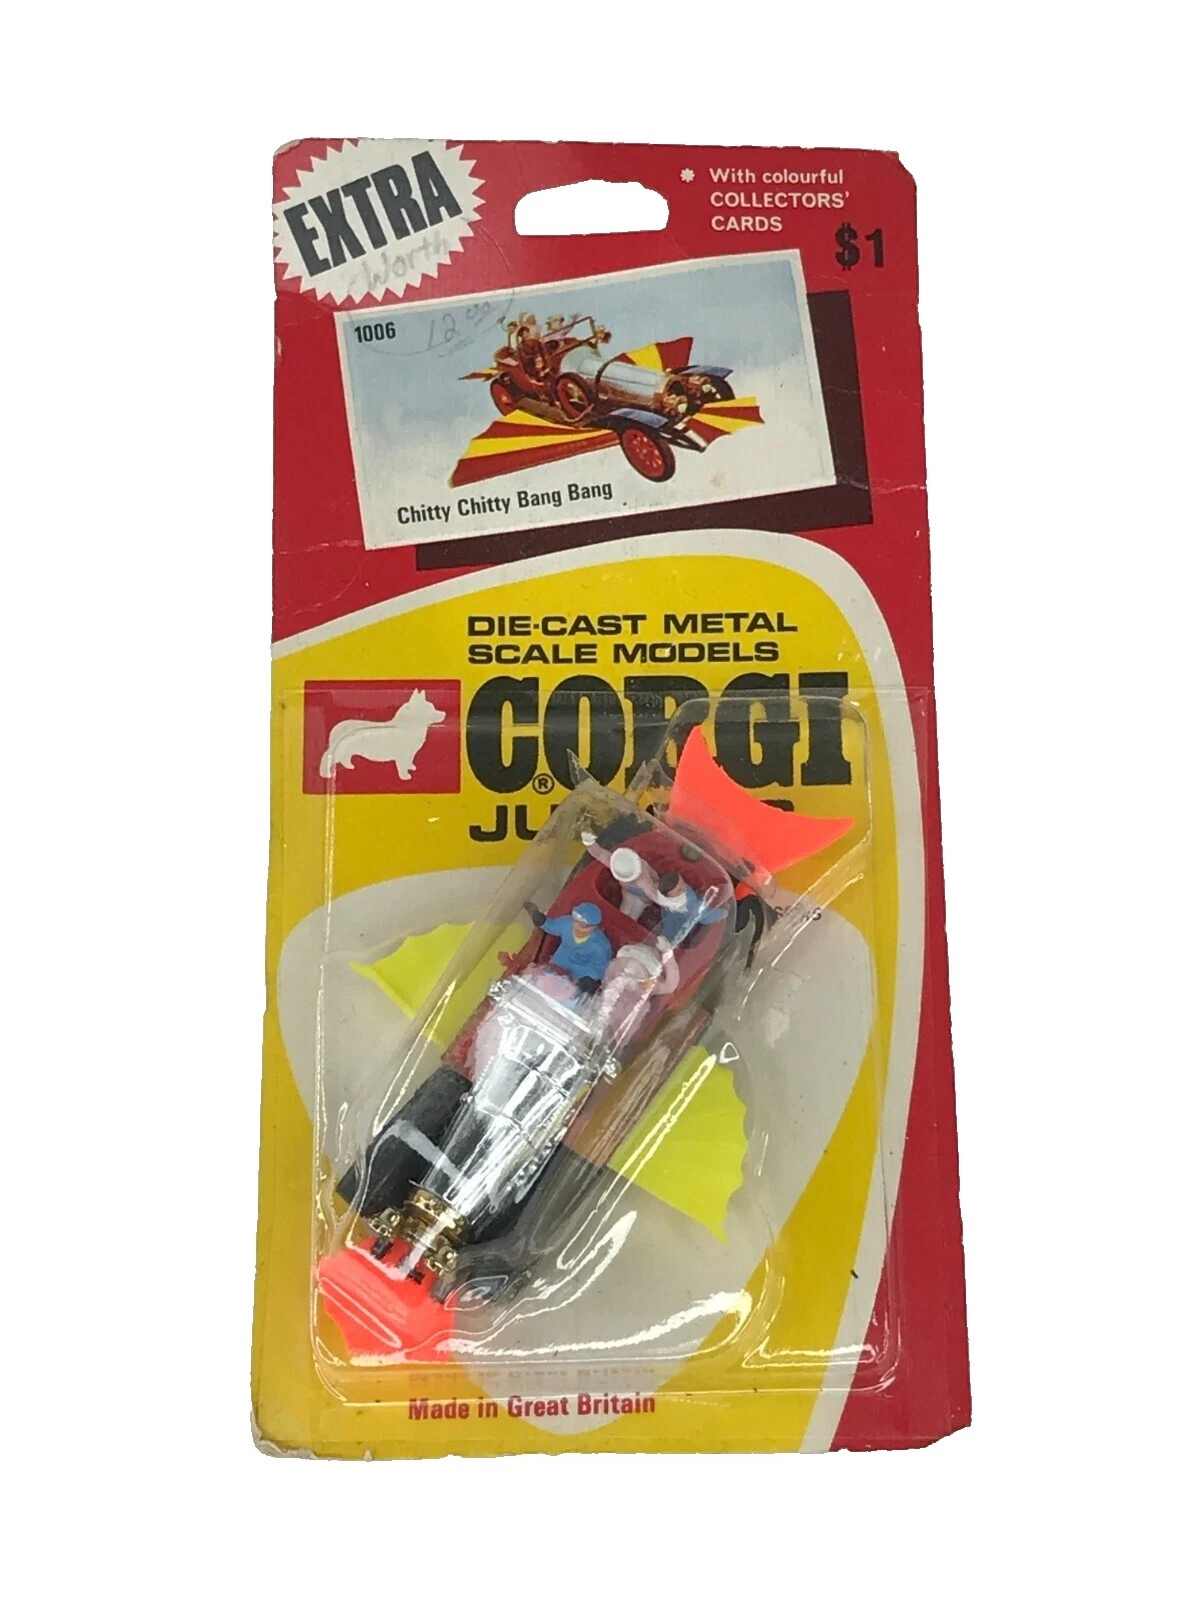 EXTRA
Worth
12.00
* With colourful
COLLECTORS'
CARDS
$1
1006
Chitty Chitty Bang Bang
DIE-CAST METAL
SCALE MODELS
CORGI
®
Made in Great Britain